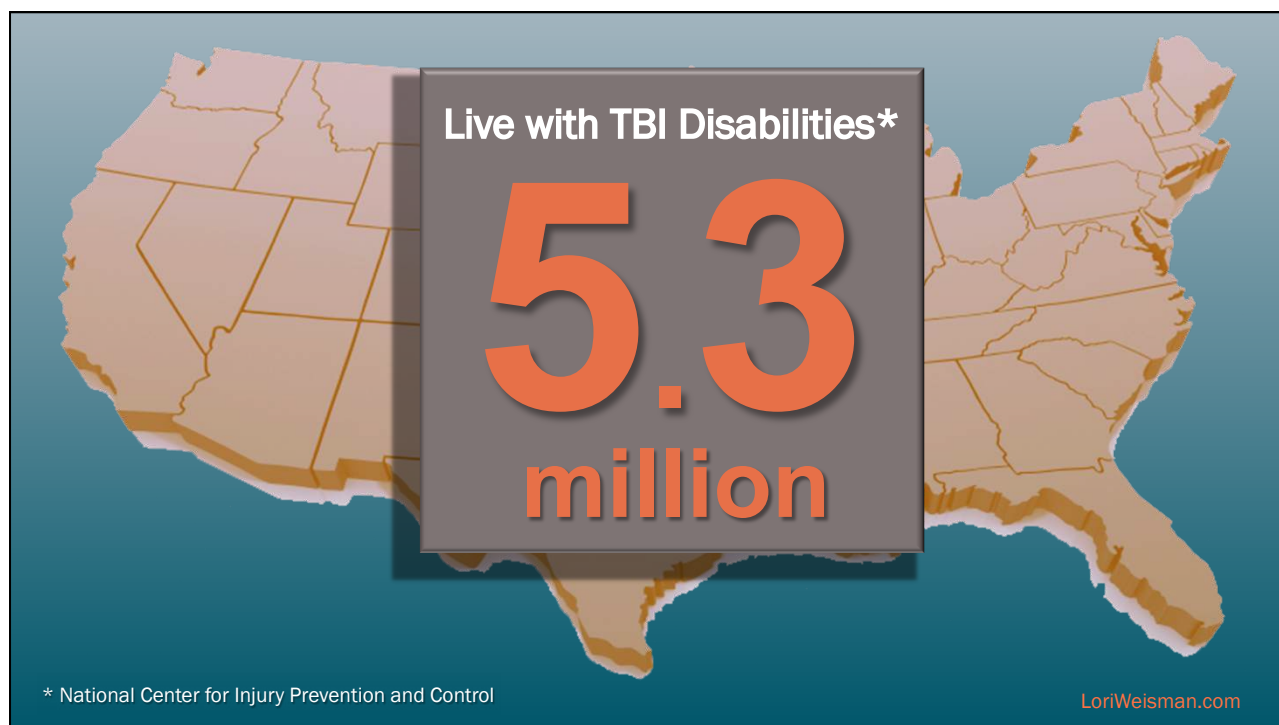 Live with TBI Disabilities*
5.3
million
* National Center for Injury Prevention and Control
LoriWeisman.com